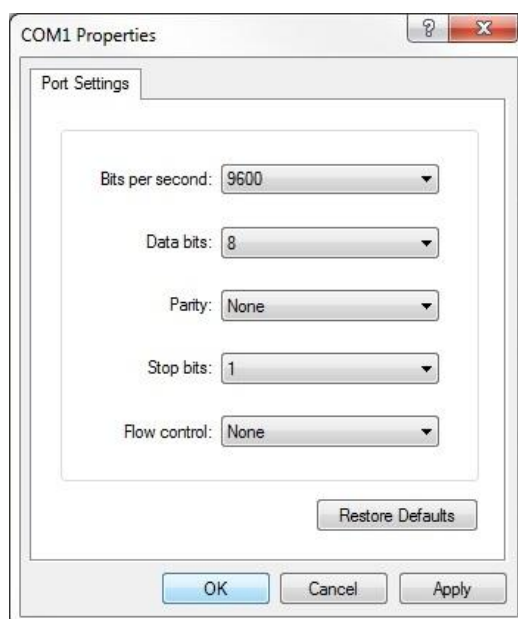 COM1 Properties
Port Settings
Bits per second: 9600
Data bits: 8
Parity: None
Stop bits: 1
Flow control: None
Restore Defaults
OK Cancel Apply